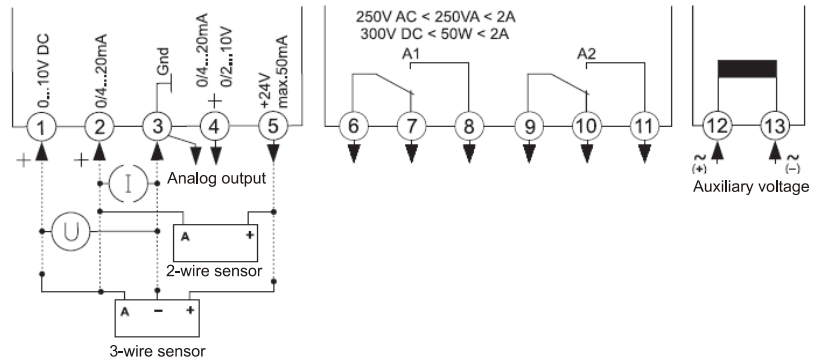 0...10V DC
0/4...20mA
Gnd
0/4...20mA
+
0/2...10V
+24V
max.50mA
250V AC < 250VA < 2A
300V DC < 50W < 2A
A1
A2
1
2
3
4
5
6
7
8
9
10
11
12
13
+
+
Analog output
~
(+)
~
(−)
Auxiliary voltage
I
U
A
+
2-wire sensor
A
−
+
3-wire sensor